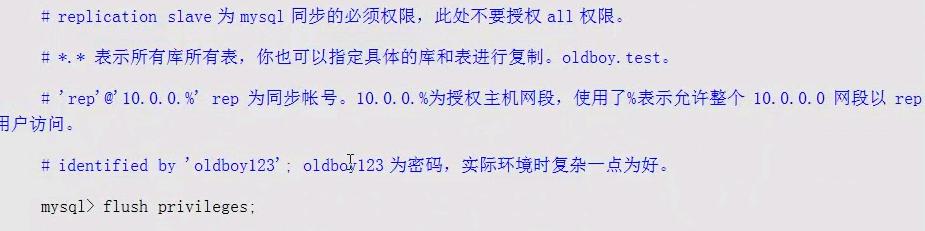 # replication slave 为 mysql 同步的必须权限，此处不要授权 all 权限。
# *.* 表示所有库所有表，你也可以指定具体的库和表进行复制。oldboy.test。
# 'rep'@'10.0.0.%' rep 为同步帐号。10.0.0.%为授权主机网段，使用了%表示允许整个 10.0.0.0 网段以 rep
用户访问。
# identified by 'oldboy123'; oldboy123 为密码，实际环境时复杂一点为好。
mysql> flush privileges;